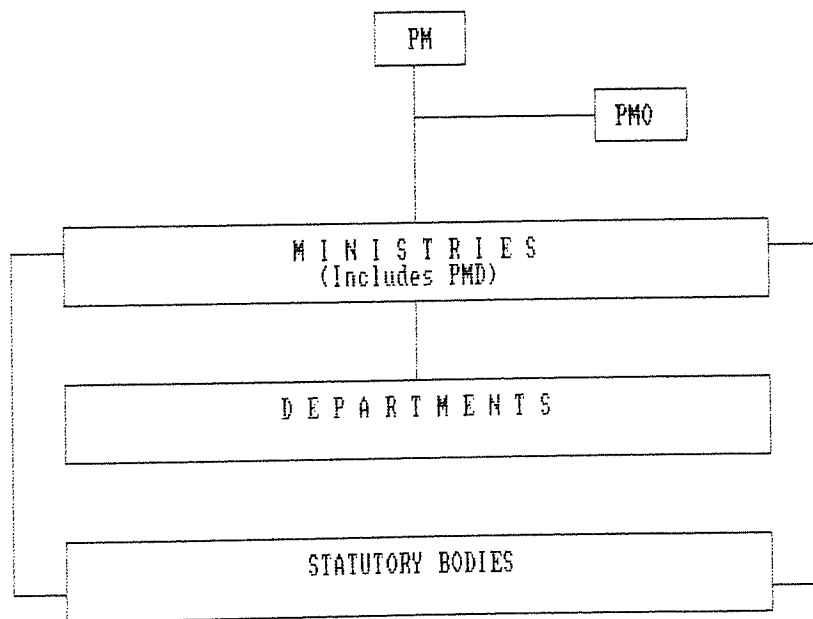 PM
PMO
M I N I S T R I E S
(Includes PMD)
D E P A R T M E N T S
STATUTORY BODIES